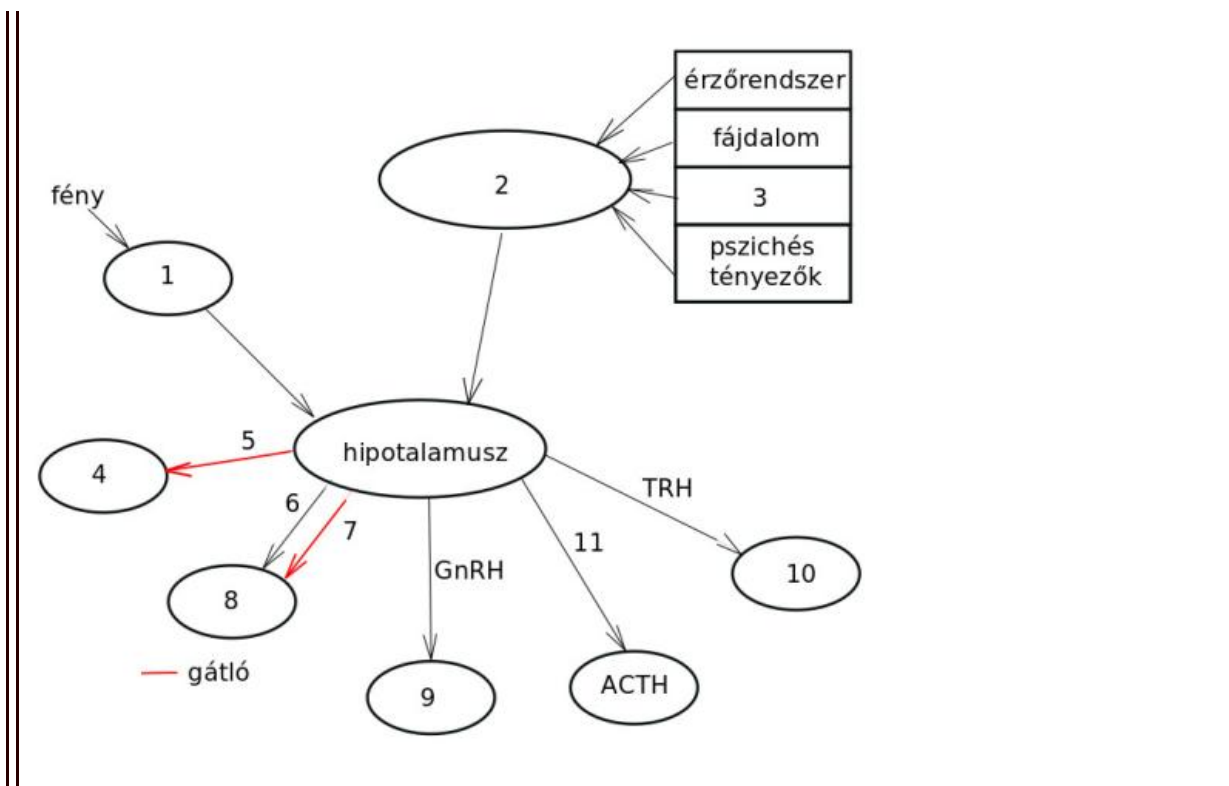 érzőrendszer
fájdalom
3
pszichés
tényezők
2
fény
1
hipotalamusz
5
4
6
7
8
GnRH
9
11
ACTH
TRH
10
gátló